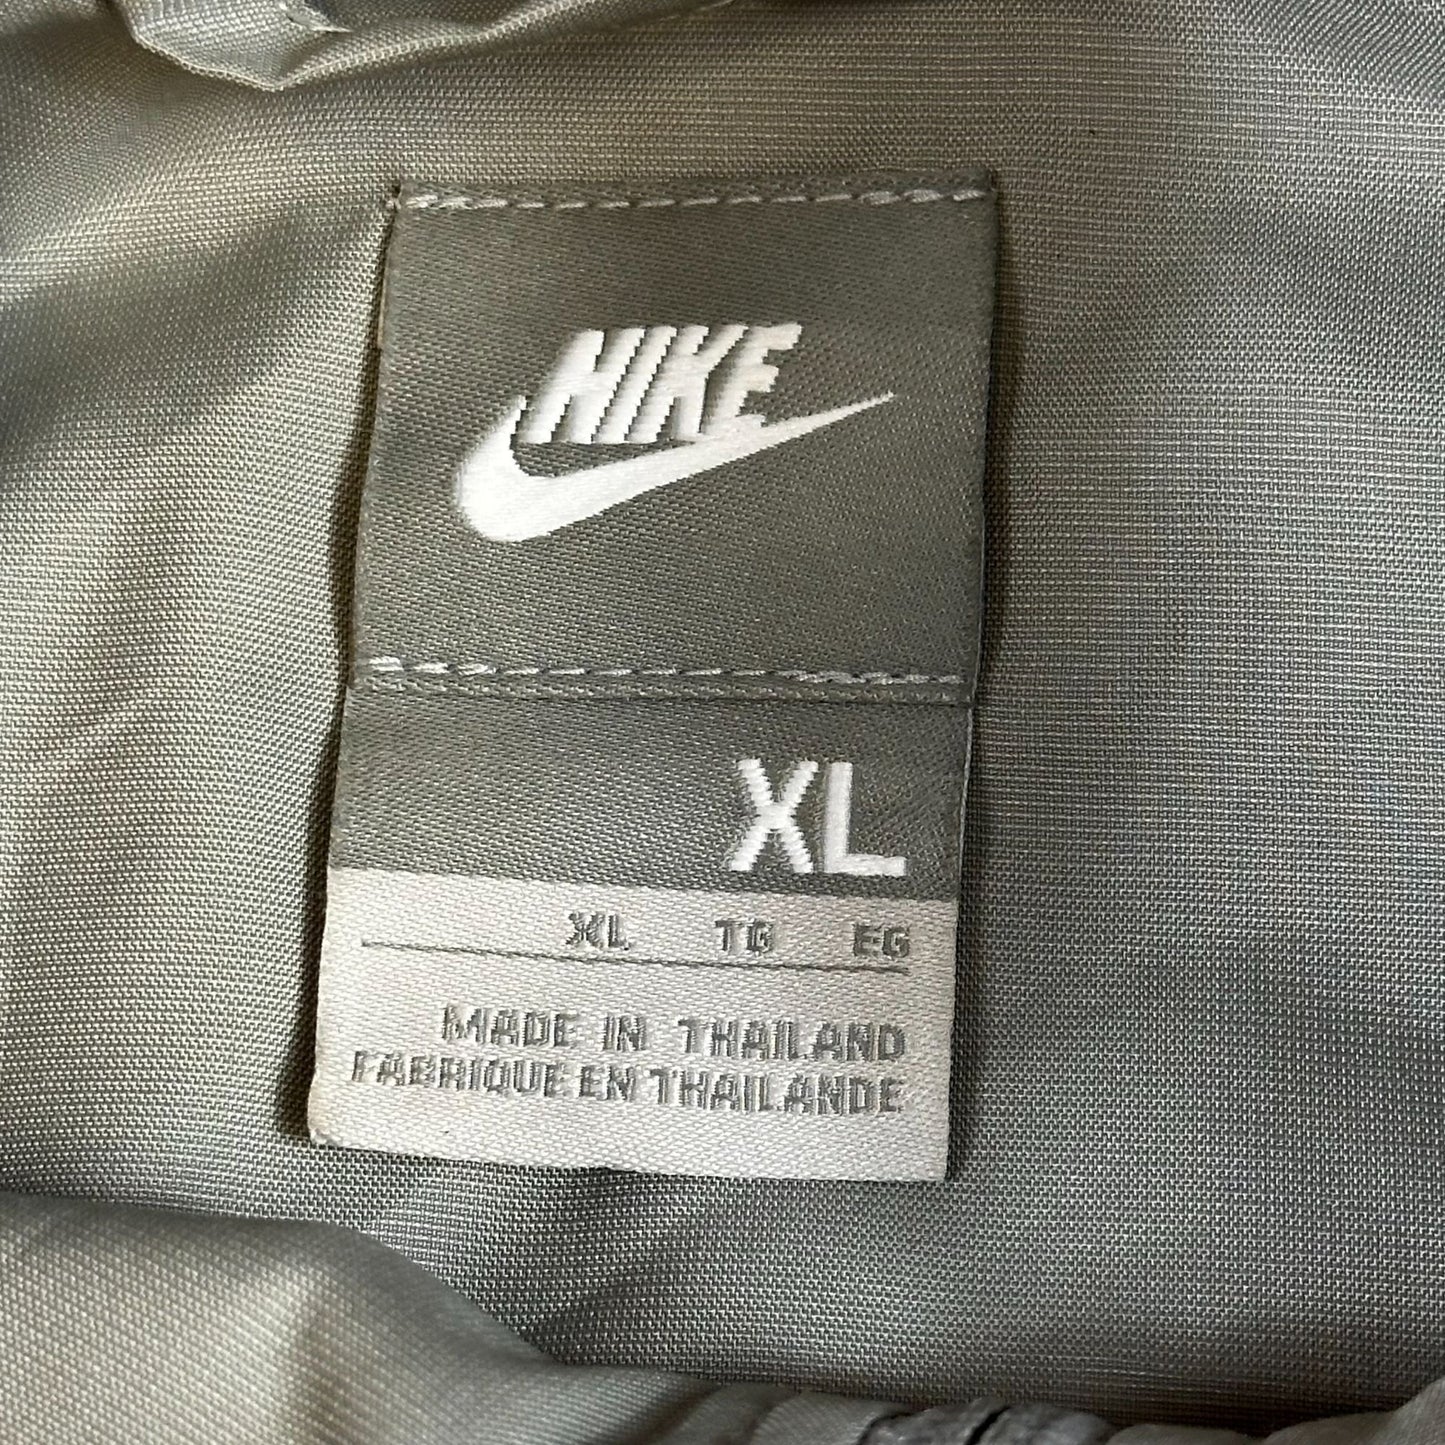 NIKE
XL
XL TG EG
MADE IN THAILAND
FABRIQUE EN THAILANDE